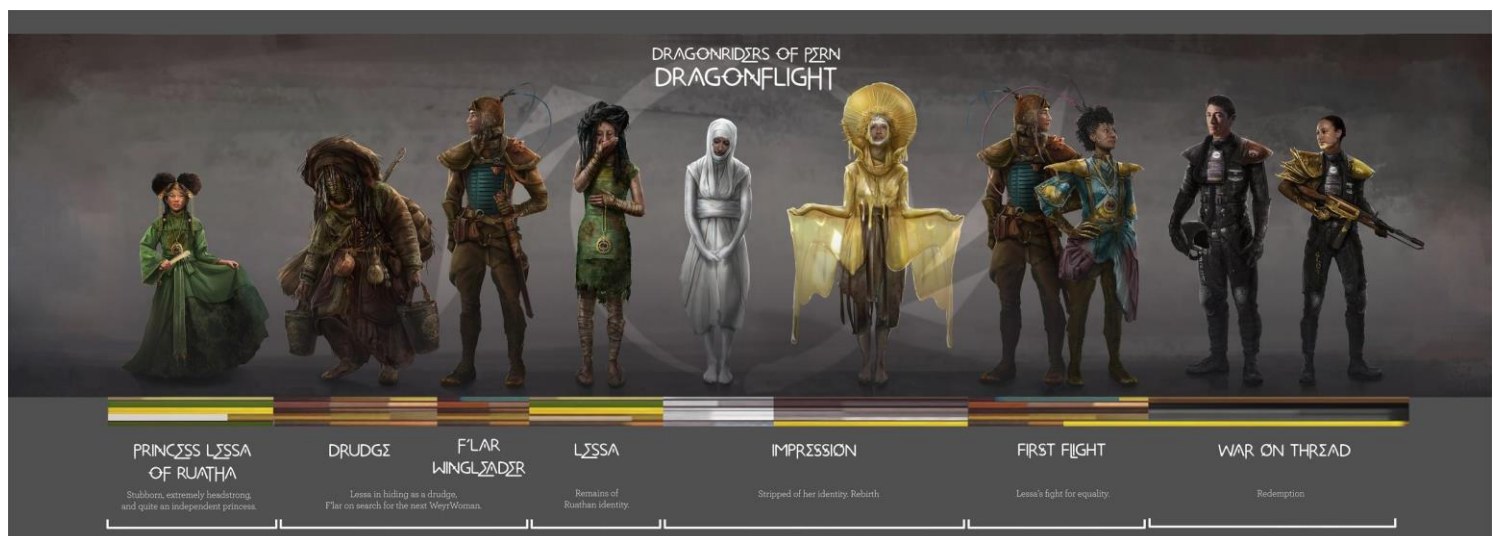 DRAGONRIDERS OF PERN
DRAGONFLIGHT
PRINCESS LESSA
OF RUATHA
Stubborn, extremely headstrong,
and quite an independent princess.
DRUDGE
F'LAR
WINGLEADER
Lessa in hiding as a drudge,
F'lar on search for the next WeyrWoman.
LESSA
Remains of
Ruathan identity.
IMPRESSION
Stripped of her identity. Rebirth
FIRST FLIGHT
Lessa's fight for equality.
WAR ON THREAD
Redemption